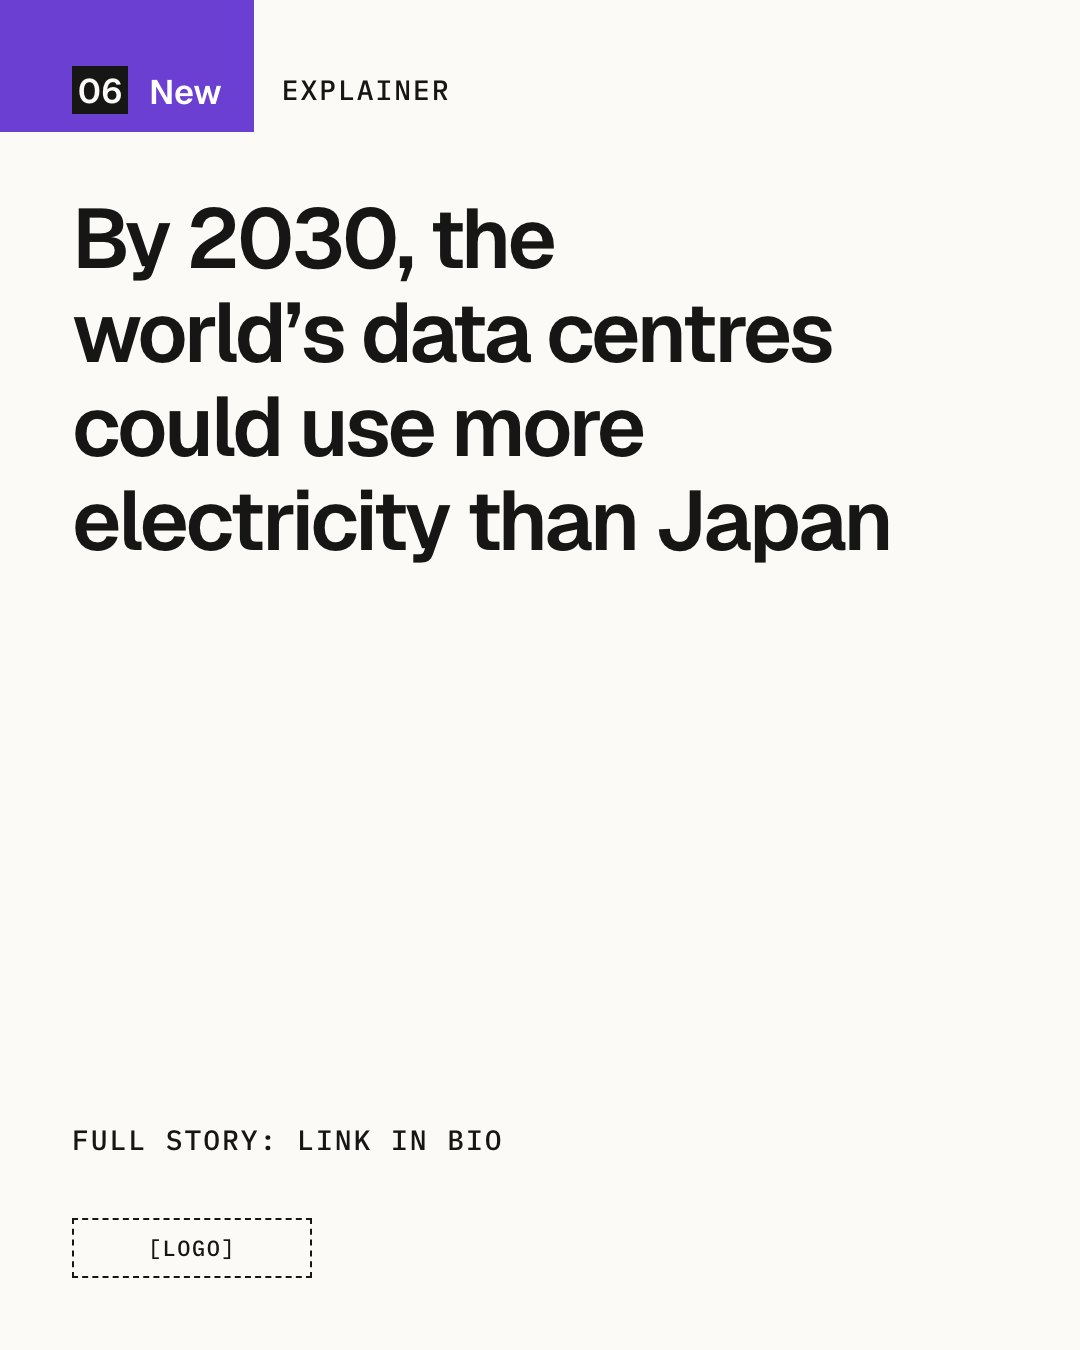 06 New EXPLAINER
By 2030, the
world’s data centres
could use more
electricity than Japan
FULL STORY: LINK IN BIO
[LOGO]